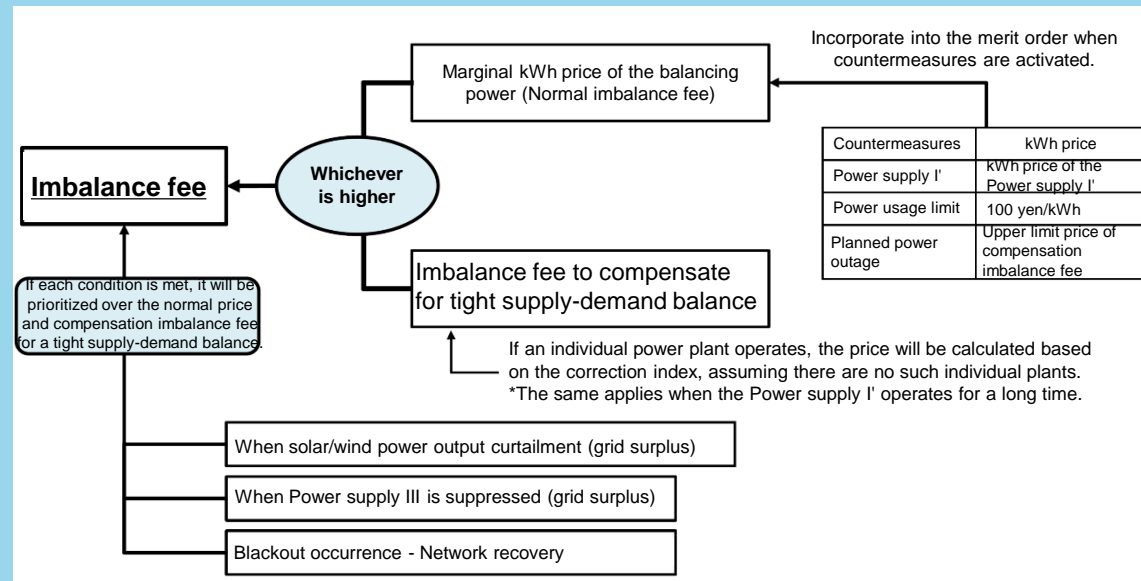 Incorporate into the merit order when
countermeasures are activated.
Marginal kWh price of the balancing
power (Normal imbalance fee)
Countermeasures kWh price
Power supply I' kWh price of the
Power supply I'
Power usage limit 100 yen/kWh
Planned power
outage
Upper limit price of
compensation
imbalance fee
Whichever
is higher
Imbalance fee
Imbalance fee to compensate
for tight supply-demand balance
If each condition is met, it will be
prioritized over the normal price
and compensation imbalance fee
for a tight supply-demand balance.
If an individual power plant operates, the price will be calculated based
on the correction index, assuming there are no such individual plants.
*The same applies when the Power supply I' operates for a long time.
When solar/wind power output curtailment (grid surplus)
When Power supply III is suppressed (grid surplus)
Blackout occurrence - Network recovery